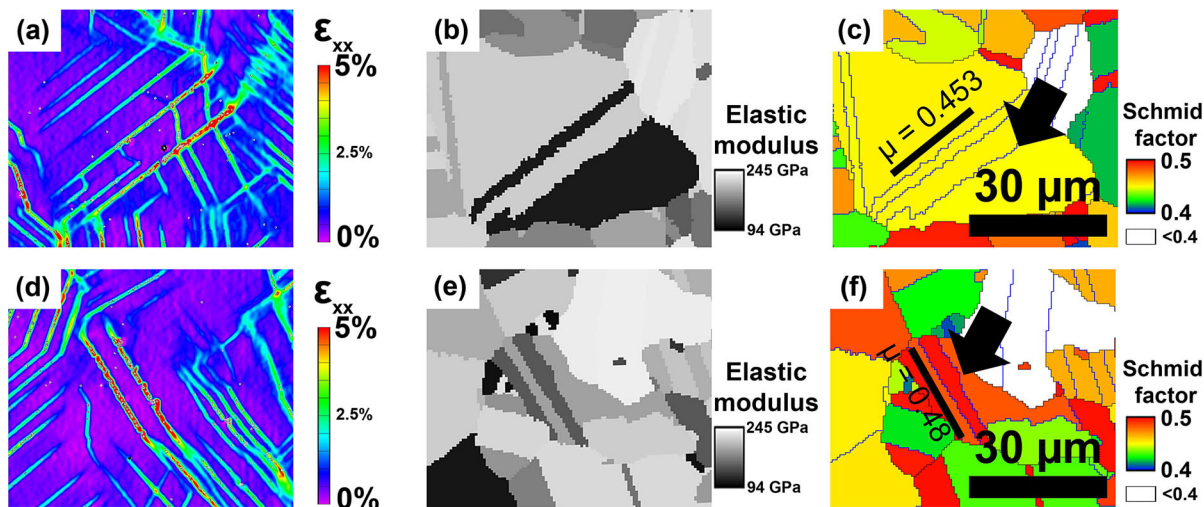 (a)
ε xx
5%
2.5%
0%
(b)
Elastic
modulus
245 GPa
94 GPa
(c)
μ = 0.453
30 μm
Schmid
factor
0.5
0.4
<0.4
(d)
ε xx
5%
2.5%
0%
(e)
Elastic
modulus
245 GPa
94 GPa
(f)
μ = 0.48
30 μm
Schmid
factor
0.5
0.4
<0.4